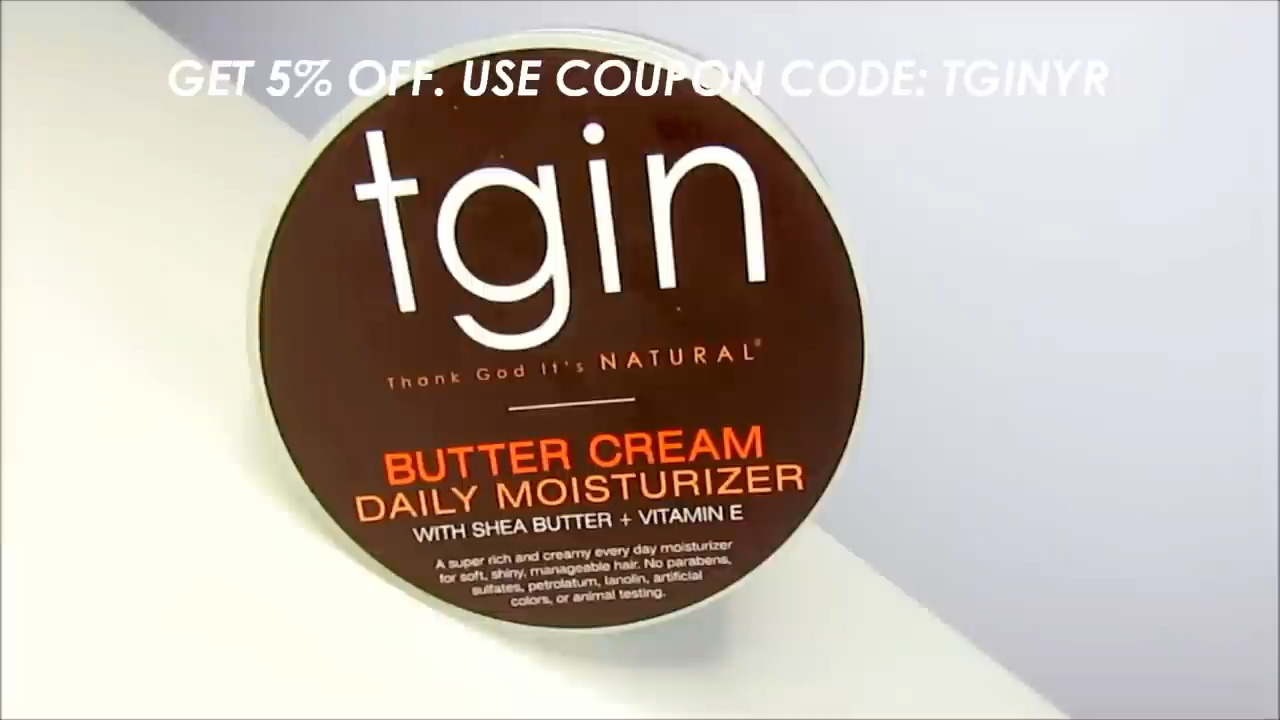 GET 5% OFF. USE COUPON CODE: TGINYR
tgin
Thank God It's NATURAL®
BUTTER CREAM
DAILY MOISTURIZER
WITH SHEA BUTTER + VITAMIN E
A super rich and creamy every day moisturizer
for soft, shiny, manageable hair. No parabens,
sulfates, petrolatum, lanolin, artificial
colors, or animal testing.